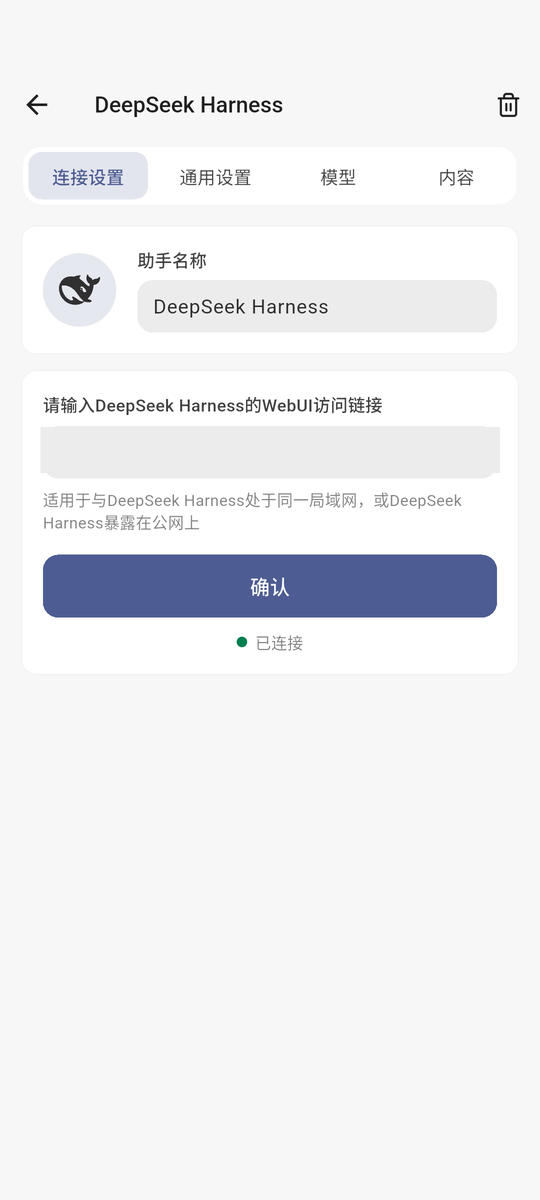 DeepSeek Harness
连接设置
通用设置
模型
内容
助手名称
DeepSeek Harness
请输入DeepSeek Harness的WebUI访问链接
适用于与DeepSeek Harness处于同一局域网，或DeepSeek
Harness暴露在公网上
确认
已连接